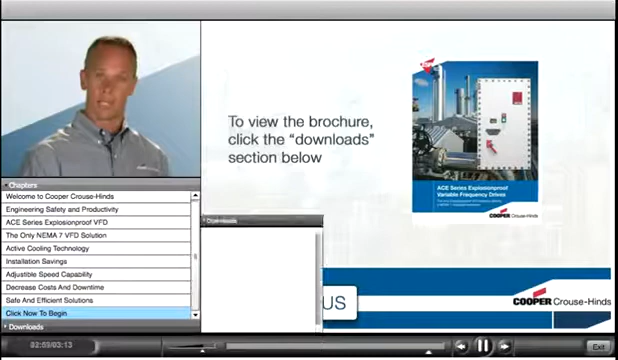 To view the brochure,
click the “downloads”
section below
ACE Series Explosionproof
Variable Frequency Drives
COOPER Crouse-Hinds
Chapters
Welcome to Cooper Crouse-Hinds
Engineering Safety and Productivity
ACE Series Explosionproof VFD
The Only NEMA 7 VFD Solution
Active Cooling Technology
Installation Savings
Adjustable Speed Capability
Decrease Costs And Downtime
Safe And Efficient Solutions
Click Now To Begin
Downloads
Downloads
US
COOPER Crouse-Hinds
02:59/03:13
Exit